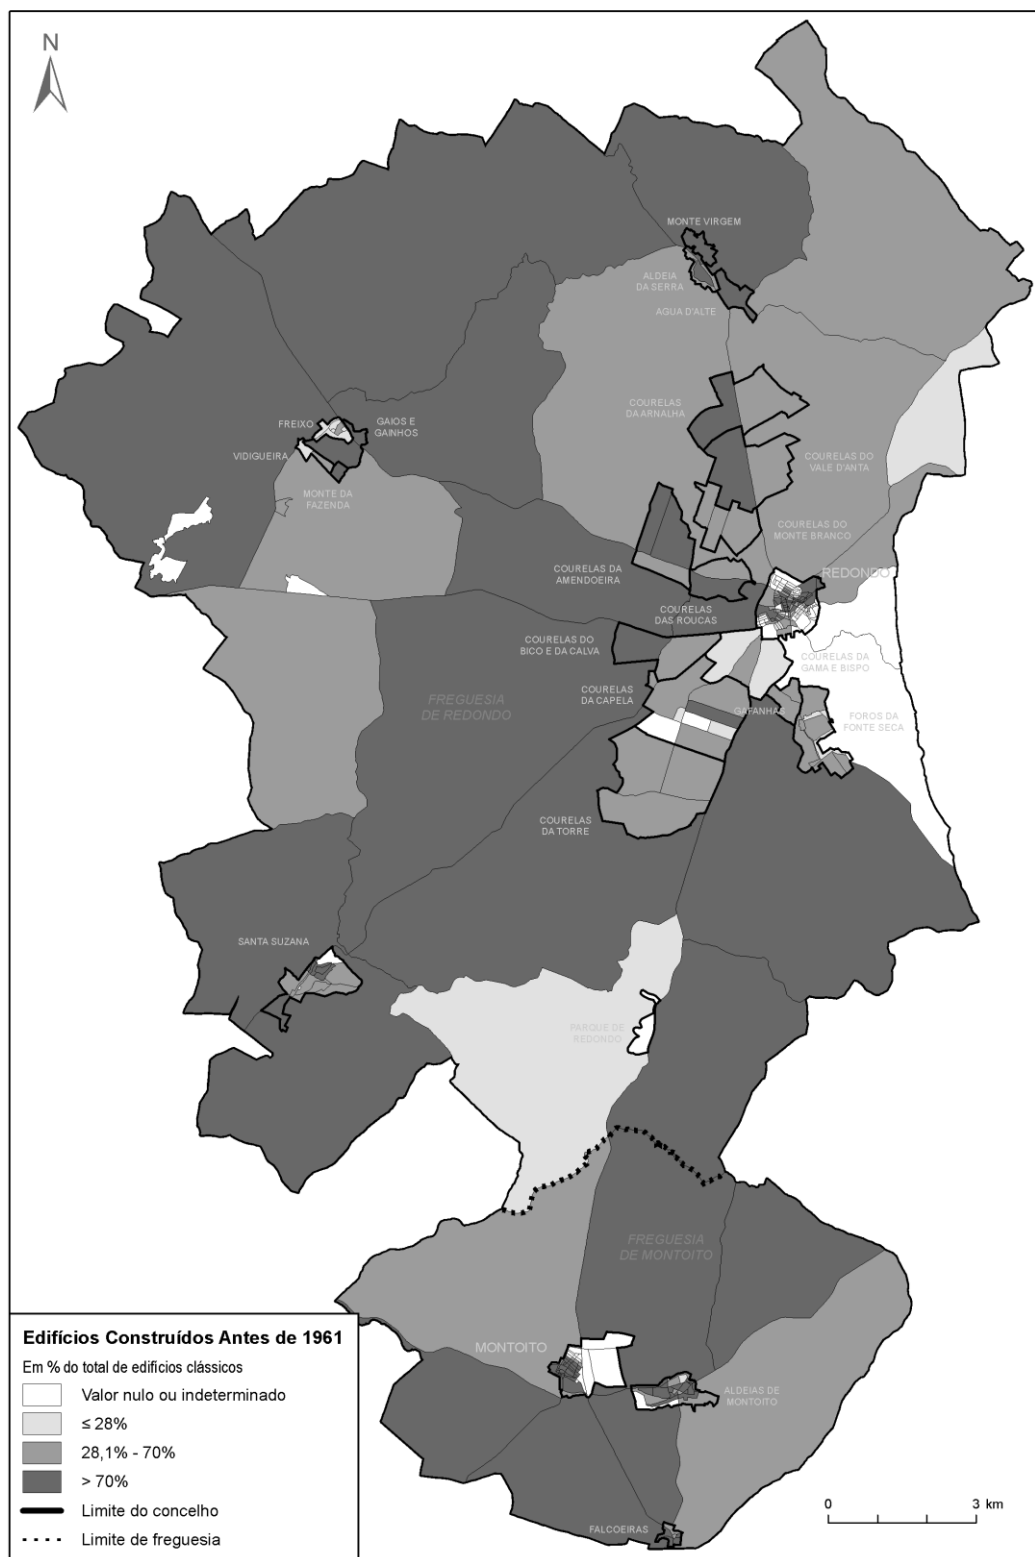 N
MONTE VIRGEM
ALDEIA
DA SERRA
AGUA D'ALTE
COURELAS
DA ARNALHA
FREIXO
GAIOS E
GAINHOS
VIDIGUEIRA
COURELAS DO
VALE D'ANTA
MONTE DA
FAZENDA
COURELAS DO
MONTE BRANCO
COURELAS DA
AMENDOEIRA
REDONDO
COURELAS
DAS ROUCAS
COURELAS DO
BICO E DA CALVA
COURELAS DA
GAMA E BISPO
COURELAS
DA CAPELA
FREGUESIA
DE REDONDO
GAFANHAS
FOROS DA
FONTE SECA
COURELAS
DA TORRE
SANTA SUZANA
PARQUE DE
REDONDO
FREGUESIA
DE MONTOITO
MONTOITO
ALDEIAS DE
MONTOITO
FALCOEIRAS
Edifícios Construídos Antes de 1961
Em % do total de edifícios clássicos
Valor nulo ou indeterminado
≤ 28%
28,1% - 70%
> 70%
Limite do concelho
Limite de freguesia
0 3 km